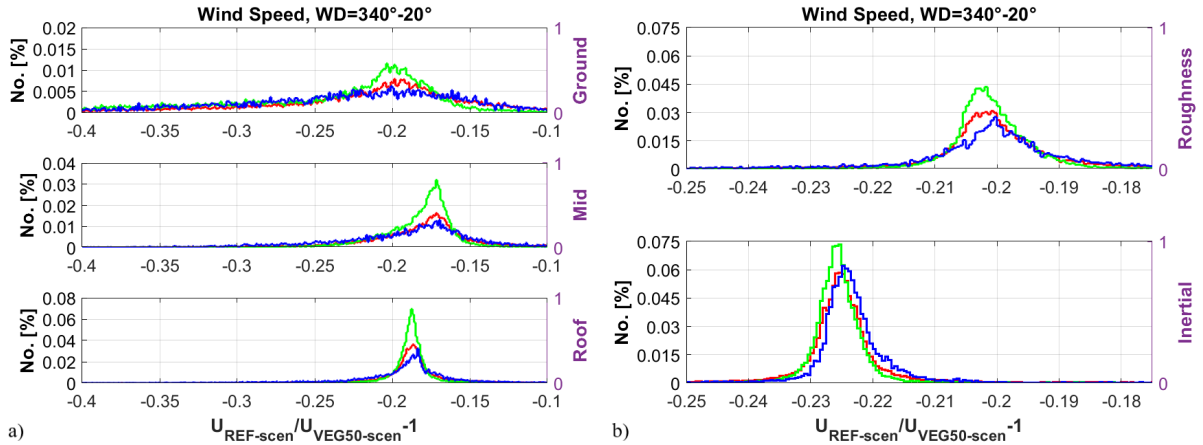 Wind Speed, WD=340°-20°
No. [%]
0.02
0.015
0.01
0.005
0
-0.4 -0.35 -0.3 -0.25 -0.2 -0.15 -0.1
1
0
Ground
No. [%]
0.04
0.03
0.02
0.01
0
-0.4 -0.35 -0.3 -0.25 -0.2 -0.15 -0.1
1
0
Mid
No. [%]
0.08
0.06
0.04
0.02
0
-0.4 -0.35 -0.3 -0.25 -0.2 -0.15 -0.1
1
0
Roof
a) U_REF-scen/U_VEG50-scen-1
Wind Speed, WD=340°-20°
No. [%]
0.075
0.06
0.045
0.03
0.015
0
-0.25 -0.24 -0.23 -0.22 -0.21 -0.2 -0.19 -0.18
1
0
Roughness
No. [%]
0.075
0.06
0.045
0.03
0.015
0
-0.25 -0.24 -0.23 -0.22 -0.21 -0.2 -0.19 -0.18
1
0
Inertial
b) U_REF-scen/U_VEG50-scen-1